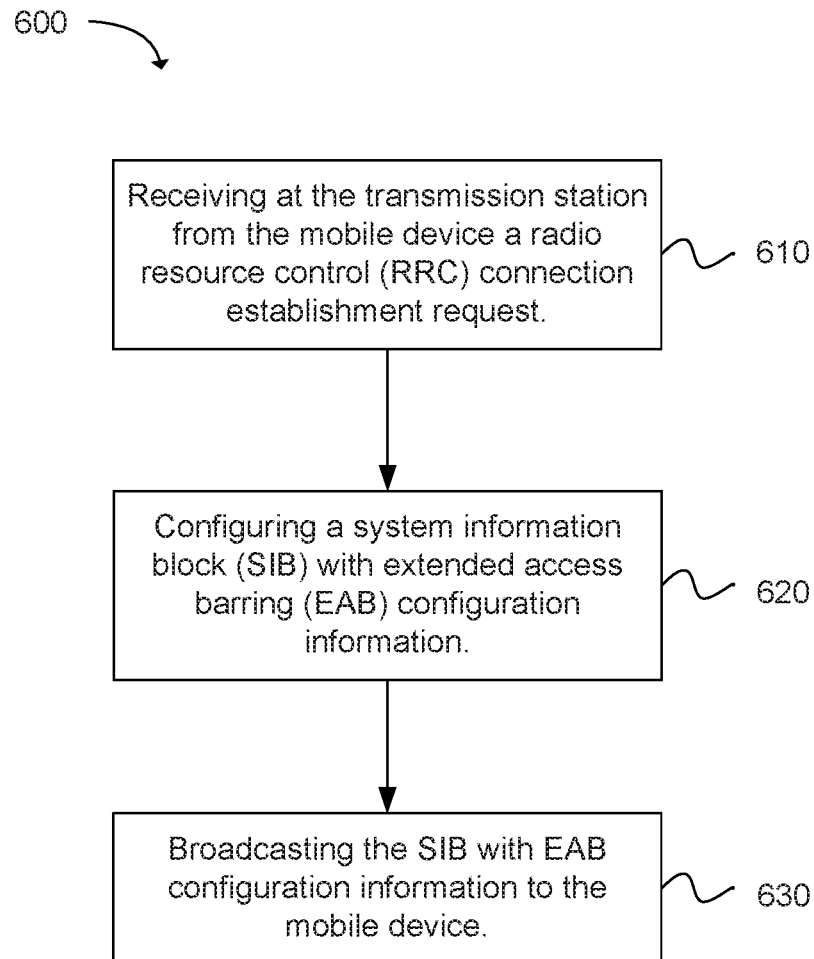 600
Receiving at the transmission station
from the mobile device a radio
resource control (RRC) connection
establishment request.
610
Configuring a system information
block (SIB) with extended access
barring (EAB) configuration
information.
620
Broadcasting the SIB with EAB
configuration information to the
mobile device.
630